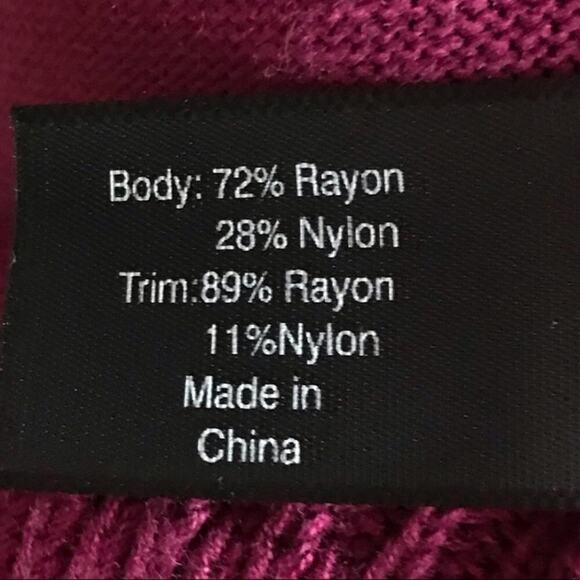 Body: 72% Rayon
28% Nylon
Trim:89% Rayon
11%Nylon
Made in
China